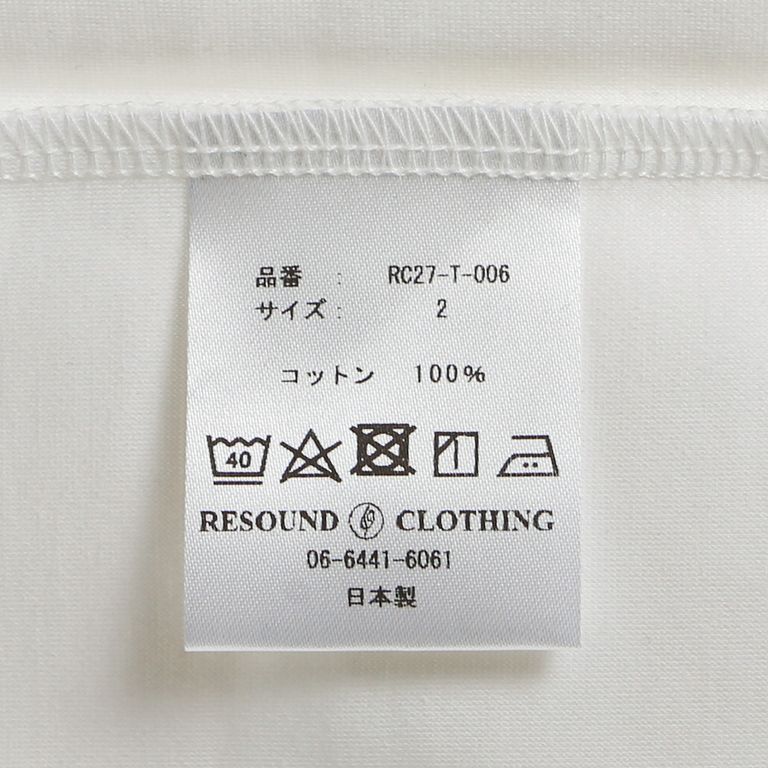 品番 : RC27-T-006
サイズ : 2
コットン 100%
40
RESOUND CLOTHING
06-6441-6061
日本製